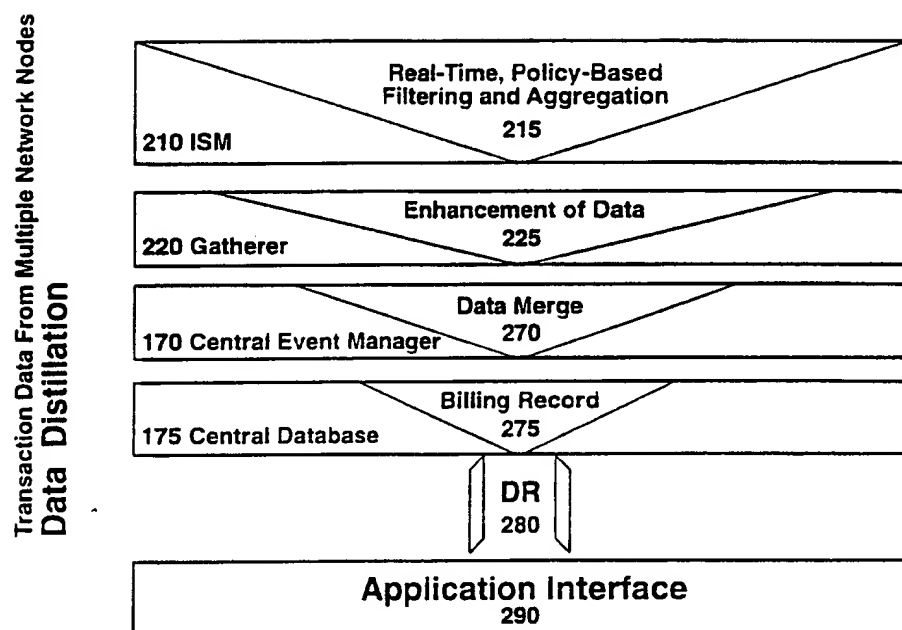 Transaction Data From Multiple Network Nodes
Data Distillation
Real-Time, Policy-Based
Filtering and Aggregation
215
210 ISM
Enhancement of Data
225
220 Gatherer
Data Merge
270
170 Central Event Manager
Billing Record
275
175 Central Database
DR
280
Application Interface
290